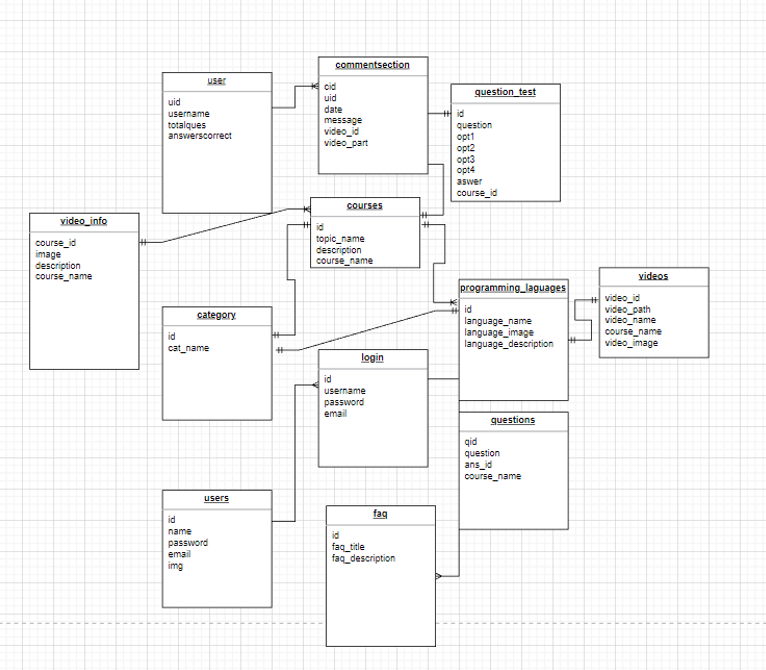 user
uid
username
totalques
answerscorrect
commentsection
cid
uid
date
message
video_id
video_part
question_test
id
question
opt1
opt2
opt3
opt4
aswer
course_id
video_info
course_id
image
description
course_name
courses
id
topic_name
description
course_name
category
id
cat_name
programming_laguages
id
language_name
language_image
language_description
videos
video_id
video_path
video_name
course_name
video_image
login
id
username
password
email
questions
qid
question
ans_id
course_name
users
id
name
password
email
img
faq
id
faq_title
faq_description